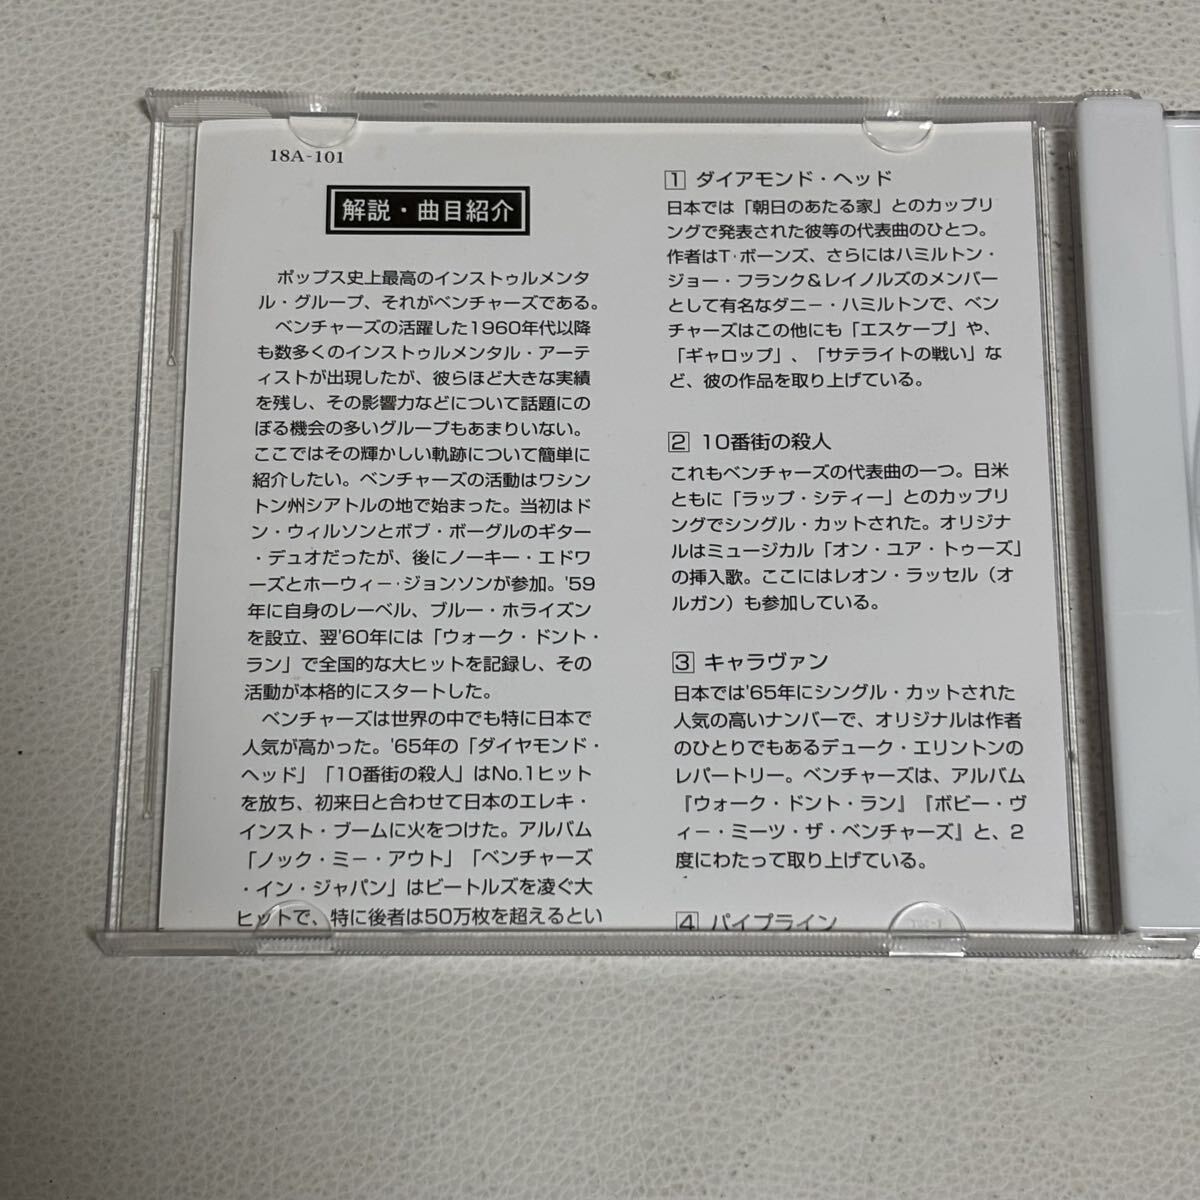 18A-101
解説・曲目紹介
ポップス史上最高のインストゥルメンタ
ル・グループ、それがベンチャーズである。
ベンチャーズの活躍した1960年代以降
も数多くのインストゥルメンタル・アーテ
ィストが出現したが、彼らほど大きな実績
を残し、その影響力などについて話題にの
ぼる機会の多いグループもあまりいない。
ここではその輝かしい軌跡について簡単に
紹介したい。ベンチャーズの活動はワシン
トン州シアトルの地で始まった。当初はド
ン・ウィルソンとボブ・ボーグルのギター
・デュオだったが、後にノーキー・エドワ
ーズとホーウィー・ジョンソンが参加。'59
年に自身のレーベル、ブルー・ホライズン
を設立、翌'60年には「ウォーク・ドント・
ラン」で全国的な大ヒットを記録し、その
活動が本格的にスタートした。
ベンチャーズは世界の中でも特に日本で
人気が高かった。'65年の「ダイヤモンド・
ヘッド」「10番街の殺人」はNo.1ヒット
を放ち、初来日と合わせて日本のエレキ・
インスト・ブームに火をつけた。アルバム
「ノック・ミー・アウト」「ベンチャーズ
・イン・ジャパン」はビートルズを凌ぐ大
ヒットで、特に後者は50万枚を超えるとい
1 ダイアモンド・ヘッド
日本では「朝日のあたる家」とのカップリ
ングで発表された彼等の代表曲のひとつ。
作者はT・ボーンズ、さらにはハミルトン・
ジョー・フランク&レイノルズのメンバー
として有名なダニー・ハミルトンで、ベン
チャーズはこの他にも「エスケープ」や、
「ギャロップ」、「サテライトの戦い」な
ど、彼の作品を取り上げている。
2 10番街の殺人
これもベンチャーズの代表曲の一つ。日米
ともに「ラップ・シティー」とのカップリ
ングでシングル・カットされた。オリジナ
ルはミュージカル「オン・ユア・トゥーズ」
の挿入歌。ここにはレオン・ラッセル（オ
ルガン）も参加している。
3 キャラヴァン
日本では'65年にシングル・カットされた
人気の高いナンバーで、オリジナルは作者
のひとりでもあるデューク・エリントンの
レパートリー。ベンチャーズは、アルバム
『ウォーク・ドント・ラン』『ボビー・ヴ
ィー・ミーツ・ザ・ベンチャーズ』と、2
度にわたって取り上げている。
4 パイプライン